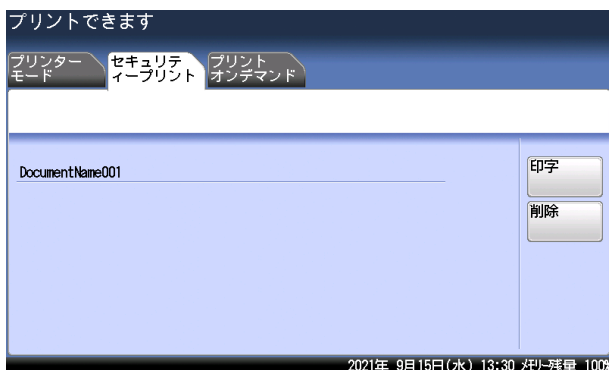 プリントできます
プリンター
モード
セキュリテ
ィープリント
プリント
オンデマンド
DocumentName001
印字
削除
2021年 9月15日(水) 13:30 メモリー残量 100%